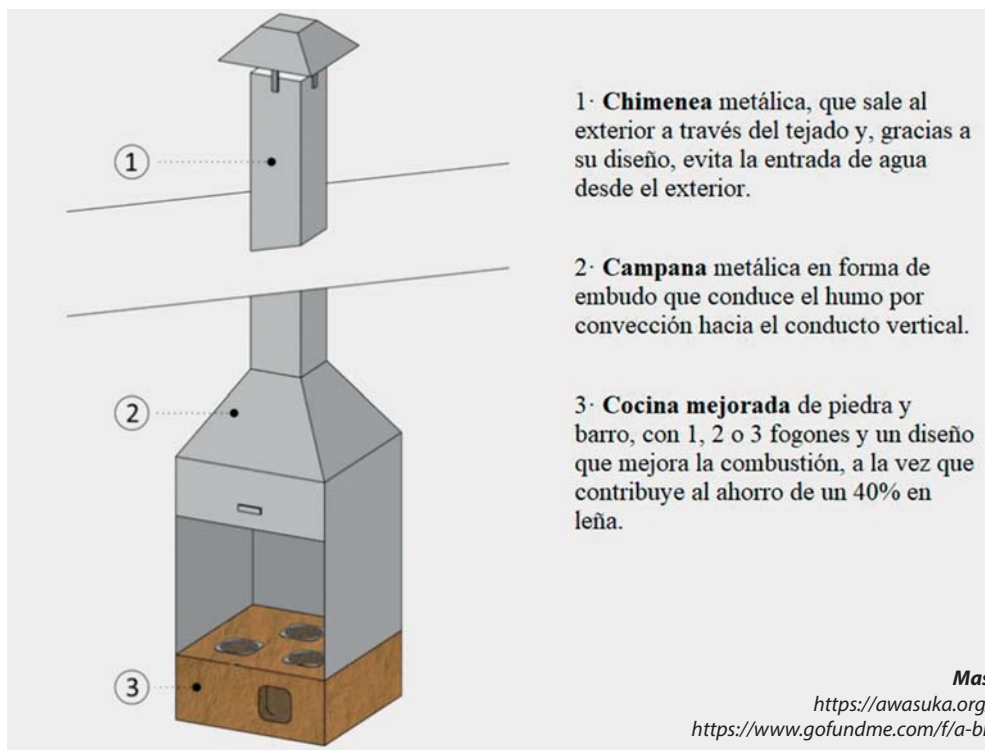 1· Chimenea metálica, que sale al
exterior a través del tejado y, gracias a
su diseño, evita la entrada de agua
desde el exterior.
2· Campana metálica en forma de
embudo que conduce el humo por
convección hacia el conducto vertical.
3· Cocina mejorada de piedra y
barro, con 1, 2 o 3 fogones y un diseño
que mejora la combustión, a la vez que
contribuye al ahorro de un 40% en
leña.
1
2
3
Mas
https://awasuka.org
https://www.gofundme.com/f/a-b